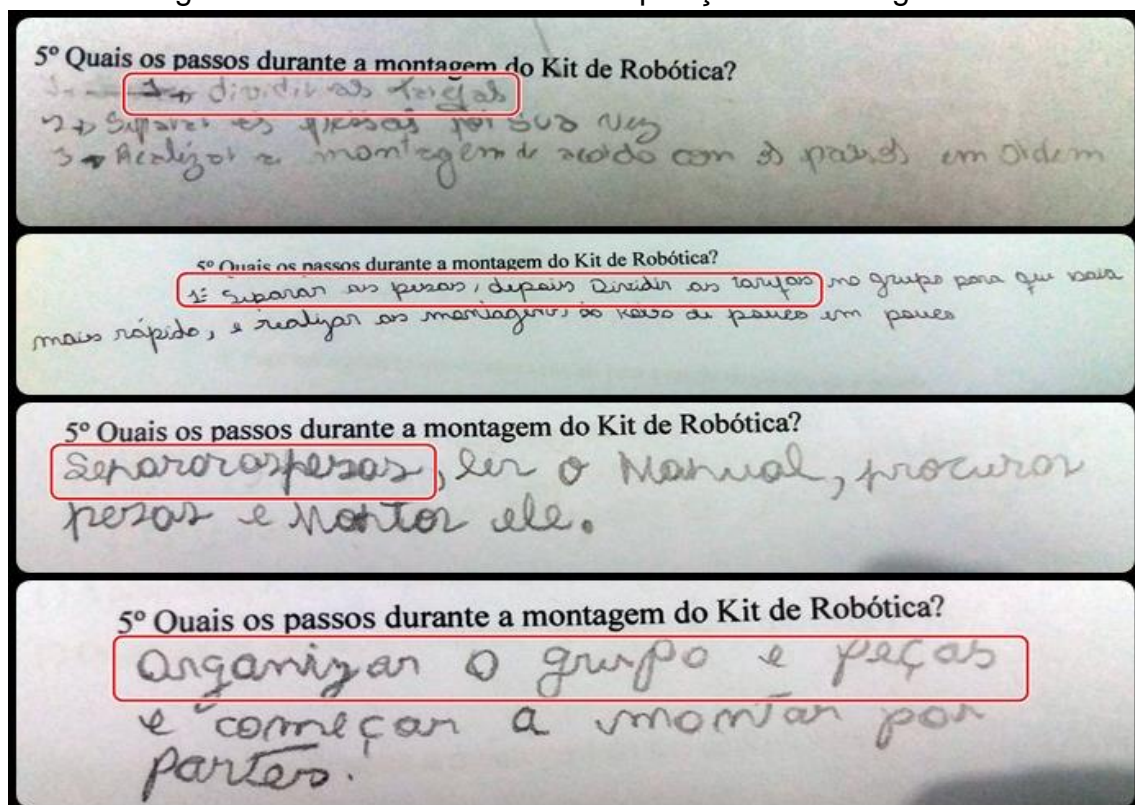 5º Quais os passos durante a montagem do Kit de Robótica?
1 → dividir as tarefas
2 → Separar as pessas por sua vez
3 → Realizar a montagem de acordo com os passos em ordem
5º Quais os passos durante a montagem do Kit de Robótica?
1º Separar as pesas, depois Dividir as tarefas no grupo para que saia
mais rápido, e realizar as montagens do de pouco em pouco
5º Quais os passos durante a montagem do Kit de Robótica?
Separar as pesas, ler o Manual, procurar
pesas e Montar ele.
5º Quais os passos durante a montagem do Kit de Robótica?
Organizar o grupo e peças
e começar a montar por
partes.